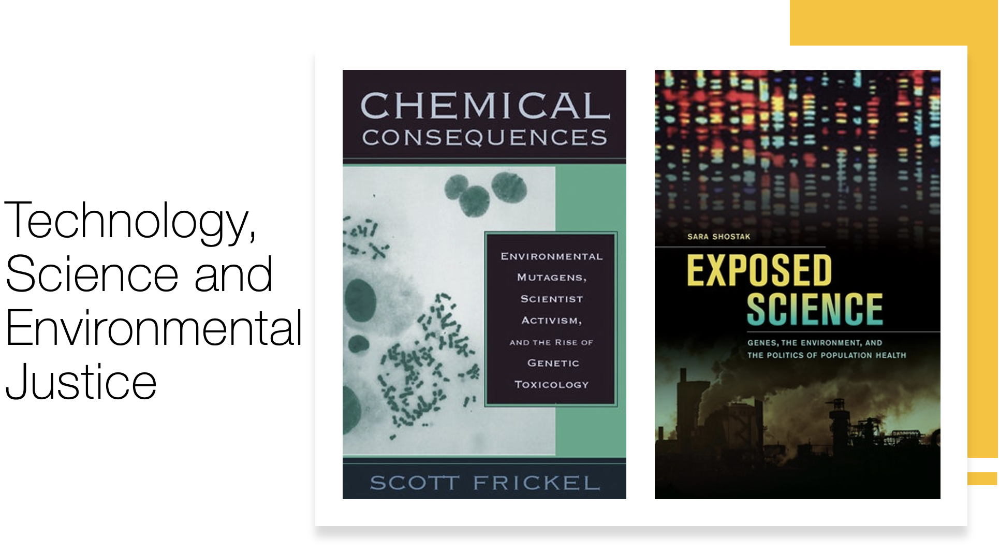 Technology,
Science and
Environmental
Justice
CHEMICAL
CONSEQUENCES
ENVIRONMENTAL
MUTAGENS,
SCIENTIST
ACTIVISM,
AND THE RISE OF
GENETIC
TOXICOLOGY
SCOTT FRICKEL
SARA SHOSTAK
EXPOSED
SCIENCE
GENES, THE ENVIRONMENT, AND
THE POLITICS OF POPULATION HEALTH